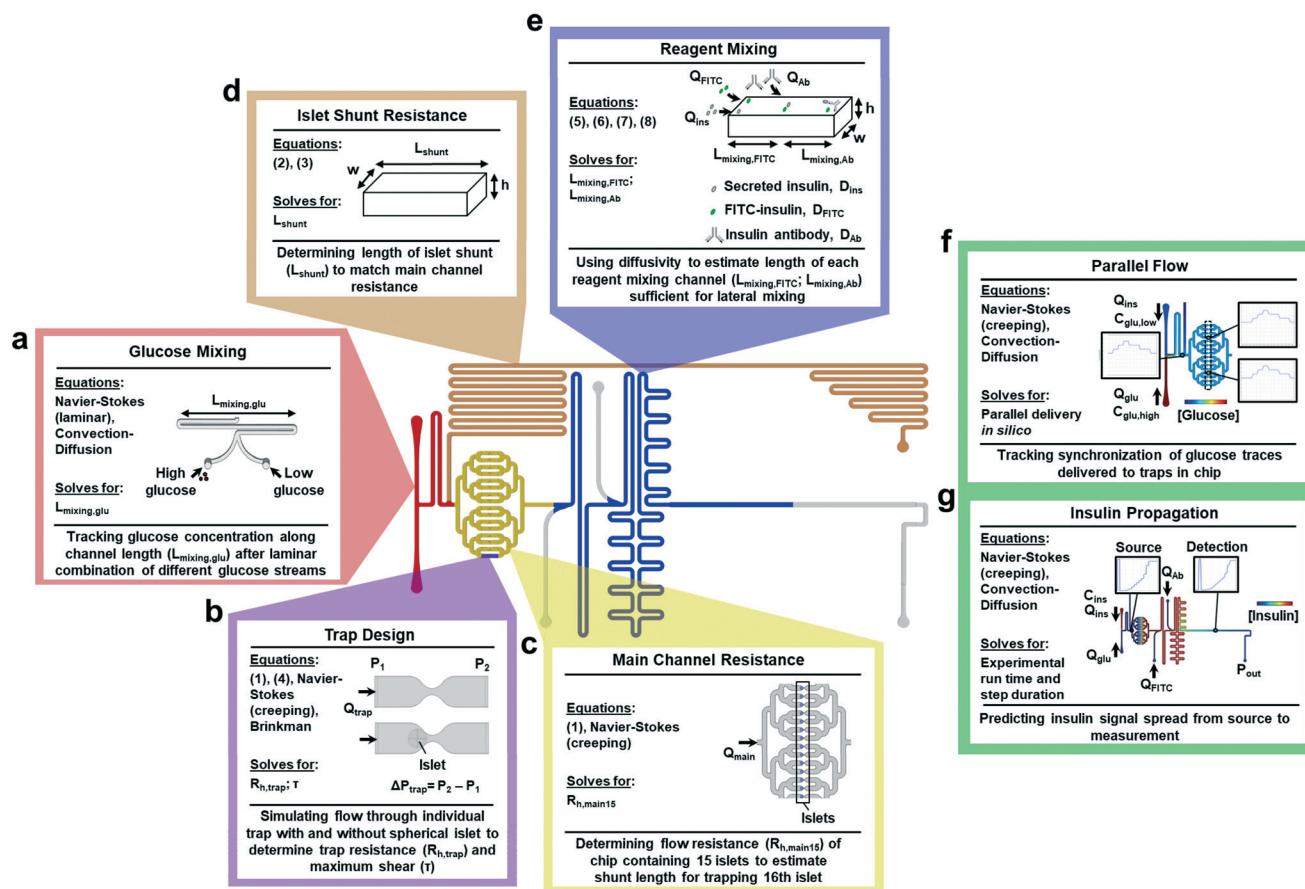 a
Glucose Mixing
Equations:
Navier-Stokes
(laminar),
Convection-
Diffusion
L_mixing,glu
High
glucose
Low
glucose
Solves for:
L_mixing,glu
Tracking glucose concentration along
channel length (L_mixing,glu) after laminar
combination of different glucose streams
b
Trap Design
Equations:
(1), (4), Navier-
Stokes
(creeping),
Brinkman
P_1
P_2
Q_trap
Islet
Solves for:
R_h,trap; τ
ΔP_trap = P_2 – P_1
Simulating flow through individual
trap with and without spherical islet to
determine trap resistance (R_h,trap) and
maximum shear (τ)
c
Main Channel Resistance
Equations:
(1), Navier-Stokes
(creeping)
Q_main
Solves for:
R_h,main15
Islets
Determining flow resistance (R_h,main15) of
chip containing 15 islets to estimate
shunt length for trapping 16th islet
d
Islet Shunt Resistance
Equations:
(2), (3)
L_shunt
w
h
Solves for:
L_shunt
Determining length of islet shunt
(L_shunt) to match main channel
resistance
e
Reagent Mixing
Equations:
(5), (6), (7), (8)
Q_FITC
Q_Ab
Q_ins
h
w
L_mixing,FITC
L_mixing,Ab
Solves for:
L_mixing,FITC;
L_mixing,Ab
Secreted insulin, D_ins
FITC-insulin, D_FITC
Insulin antibody, D_Ab
Using diffusivity to estimate length of each
reagent mixing channel (L_mixing,FITC; L_mixing,Ab)
sufficient for lateral mixing
f
Parallel Flow
Equations:
Navier-Stokes
(creeping),
Convection-
Diffusion
Q_ins
C_glu,low
Q_glu
C_glu,high
[Glucose]
Solves for:
Parallel delivery
in silico
Tracking synchronization of glucose traces
delivered to traps in chip
g
Insulin Propagation
Equations:
Navier-Stokes
(creeping),
Convection-
Diffusion
Source
Detection
Q_Ab
C_ins
Q_ins
[Insulin]
Q_glu
Q_FITC
P_out
Solves for:
Experimental
run time and
step duration
Predicting insulin signal spread from source to
measurement